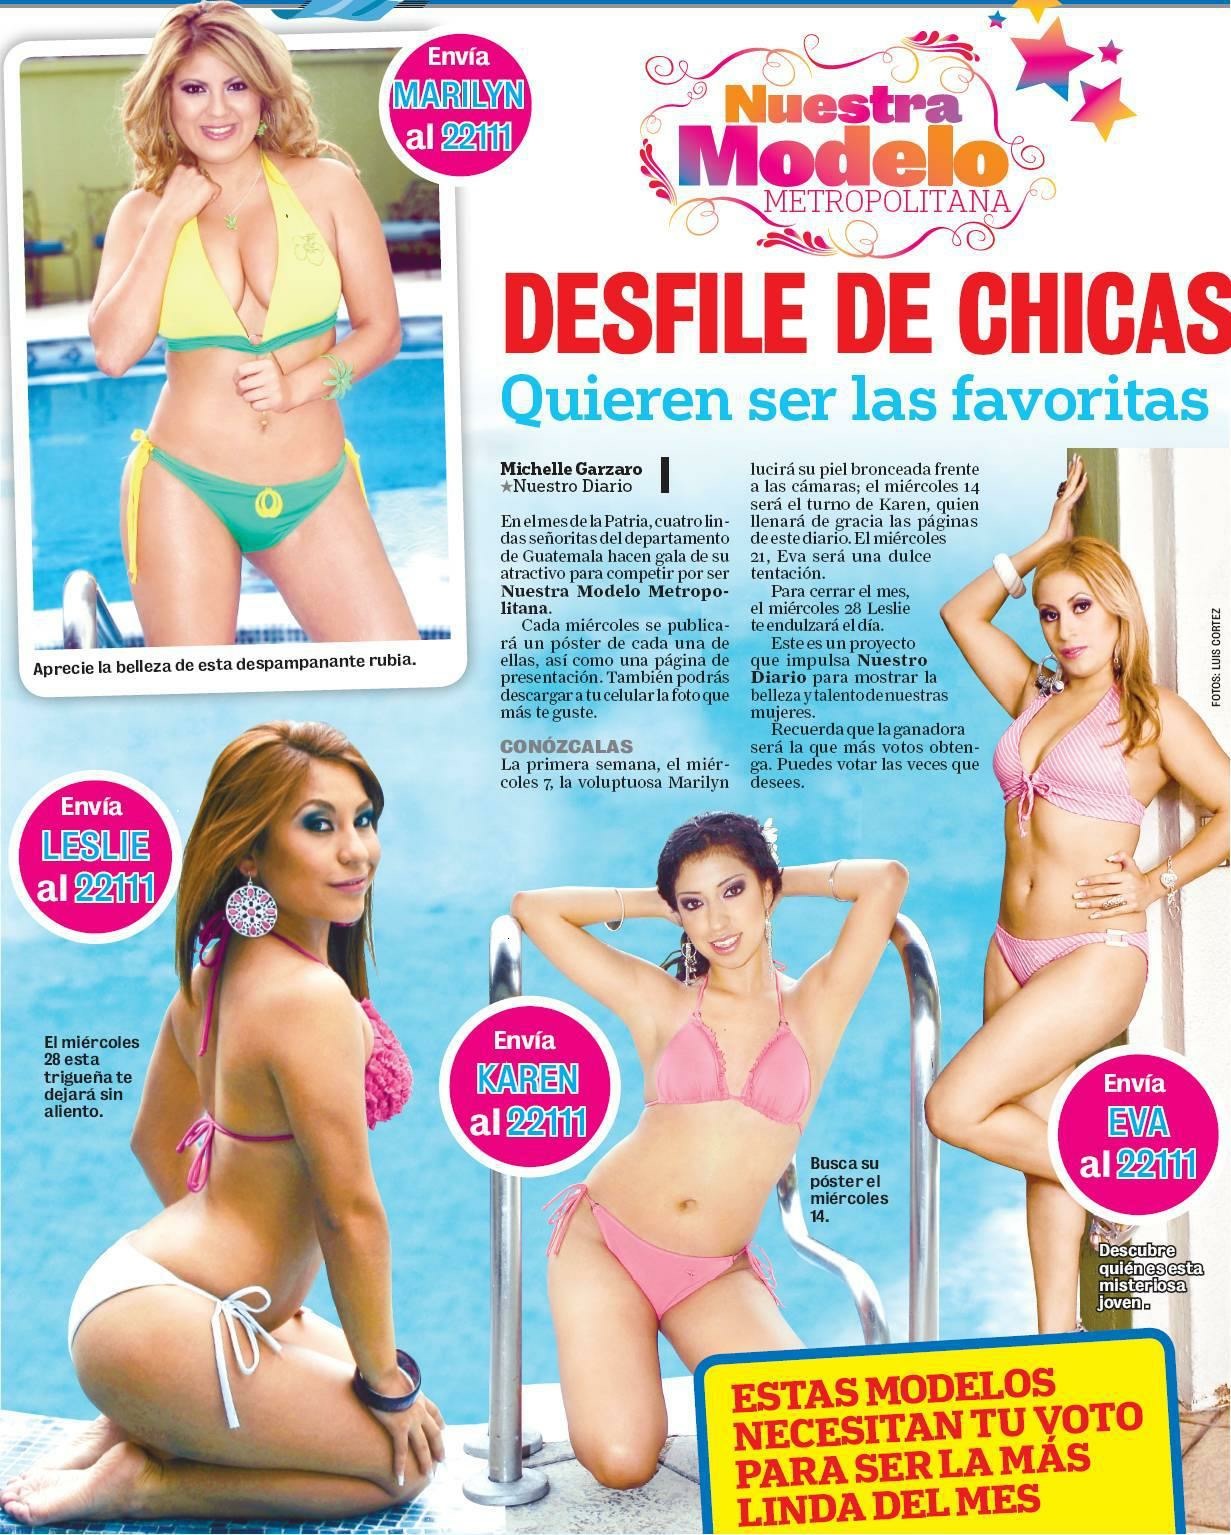 Envía
MARILYN
al 22111
Nuestra
Modelo
METROPOLITANA
DESFILE DE CHICAS
Quieren ser las favoritas
Aprecie la belleza de esta despampanante rubia.
Michelle Garzaro
★Nuestro Diario
En el mes de la Patria, cuatro lin-
das señoritas del departamento
de Guatemala hacen gala de su
atractivo para competir por ser
Nuestra Modelo Metropo-
litana.
Cada miércoles se publica-
rá un póster de cada una de
ellas, así como una página de
presentación. También podrás
descargar a tu celular la foto que
más te guste.
CONÓZCALAS
La primera semana, el miér-
coles 7, la voluptuosa Marilyn
lucirá su piel bronceada frente
a las cámaras; el miércoles 14
será el turno de Karen, quien
llenará de gracia las páginas
de este diario. El miércoles
21, Eva será una dulce
tentación.
Para cerrar el mes,
el miércoles 28 Leslie
te endulzará el día.
Este es un proyecto
que impulsa Nuestro
Diario para mostrar la
belleza y talento de nuestras
mujeres.
Recuerda que la ganadora
será la que más votos obten-
ga. Puedes votar las veces que
desees.
FOTOS: LUIS CORTEZ
Envía
LESLIE
al 22111
El miércoles
28 esta
trigueña te
dejará sin
aliento.
Envía
KAREN
al 22111
Busca su
póster el
miércoles
14.
Envía
EVA
al 22111
Descubre
quién es esta
misteriosa
joven.
ESTAS MODELOS
NECESITAN TU VOTO
PARA SER LA MÁS
LINDA DEL MES